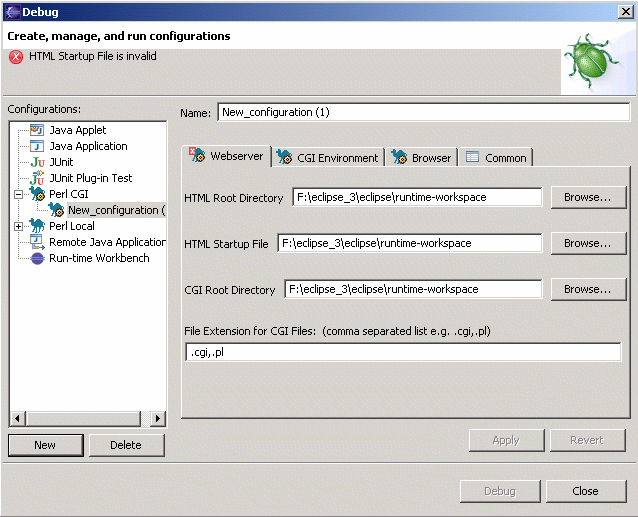 Debug
Create, manage, and run configurations
HTML Startup File is invalid
Configurations:
Java Applet
Java Application
JUnit
JUnit Plug-in Test
Perl CGI
New_configuration (
Perl Local
Remote Java Application
Run-time Workbench
New
Delete
Name: New_configuration (1)
Webserver CGI Environment Browser Common
HTML Root Directory F:\eclipse_3\eclipse\runtime-workspace Browse...
HTML Startup File F:\eclipse_3\eclipse\runtime-workspace Browse...
CGI Root Directory F:\eclipse_3\eclipse\runtime-workspace Browse...
File Extension for CGI Files: (comma separated list e.g. .cgi,.pl)
.cgi,.pl
Apply Revert
Debug Close